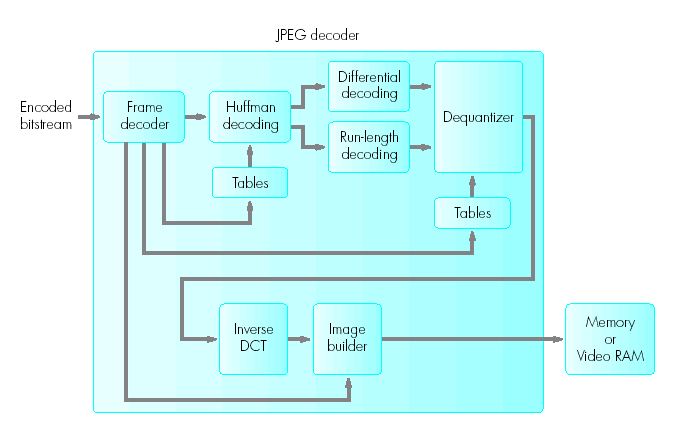 JPEG decoder
Encoded
bitstream
Frame
decoder
Huffman
decoding
Differential
decoding
Run-length
decoding
Dequantizer
Tables
Tables
Inverse
DCT
Image
builder
Memory
or
Video RAM